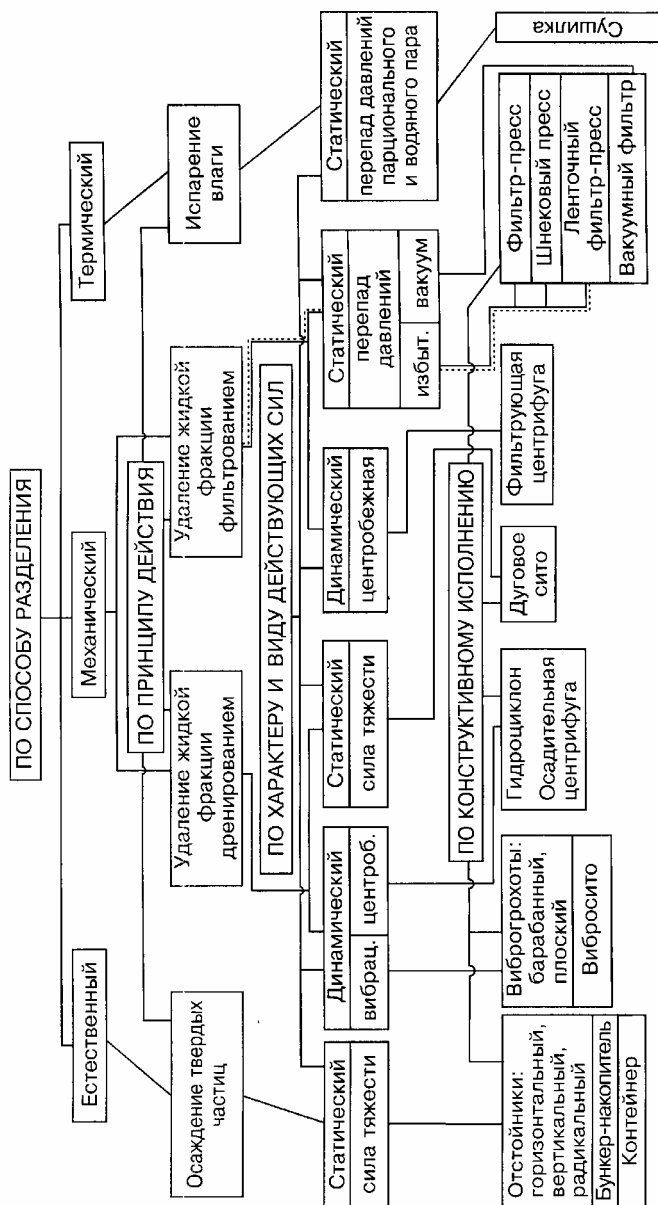 ПО СПОСОБУ РАЗДЕЛЕНИЯ
Естественный
Механический
Термический
ПО ПРИНЦИПУ ДЕЙСТВИЯ
Осаждение твердых
частиц
Удаление жидкой
фракции
дренированием
Удаление жидкой
фракции
фильтрованием
Испарение
влаги
ПО ХАРАКТЕРУ И ВИДУ ДЕЙСТВУЮЩИХ СИЛ
Статический
сила тяжести
Динамический
вибрац.
центроб.
Статический
сила тяжести
Динамический
центробежная
Статический
перепад
давлений
избыт.
вакуум
Статический
перепад давлений
парционального
и водяного пара
ПО КОНСТРУКТИВНОМУ ИСПОЛНЕНИЮ
Отстойники:
горизонтальный,
вертикальный,
радикальный
Бункер-накопитель
Контейнер
Виброгрохоты:
барабанный,
плоский
Вибросито
Гидроциклон
Осадительная
центрифуга
Дуговое
сито
Фильтрующая
центрифуга
Фильтр-пресс
Шнековый пресс
Ленточный
фильтр-пресс
Вакуумный фильтр
Сушилка